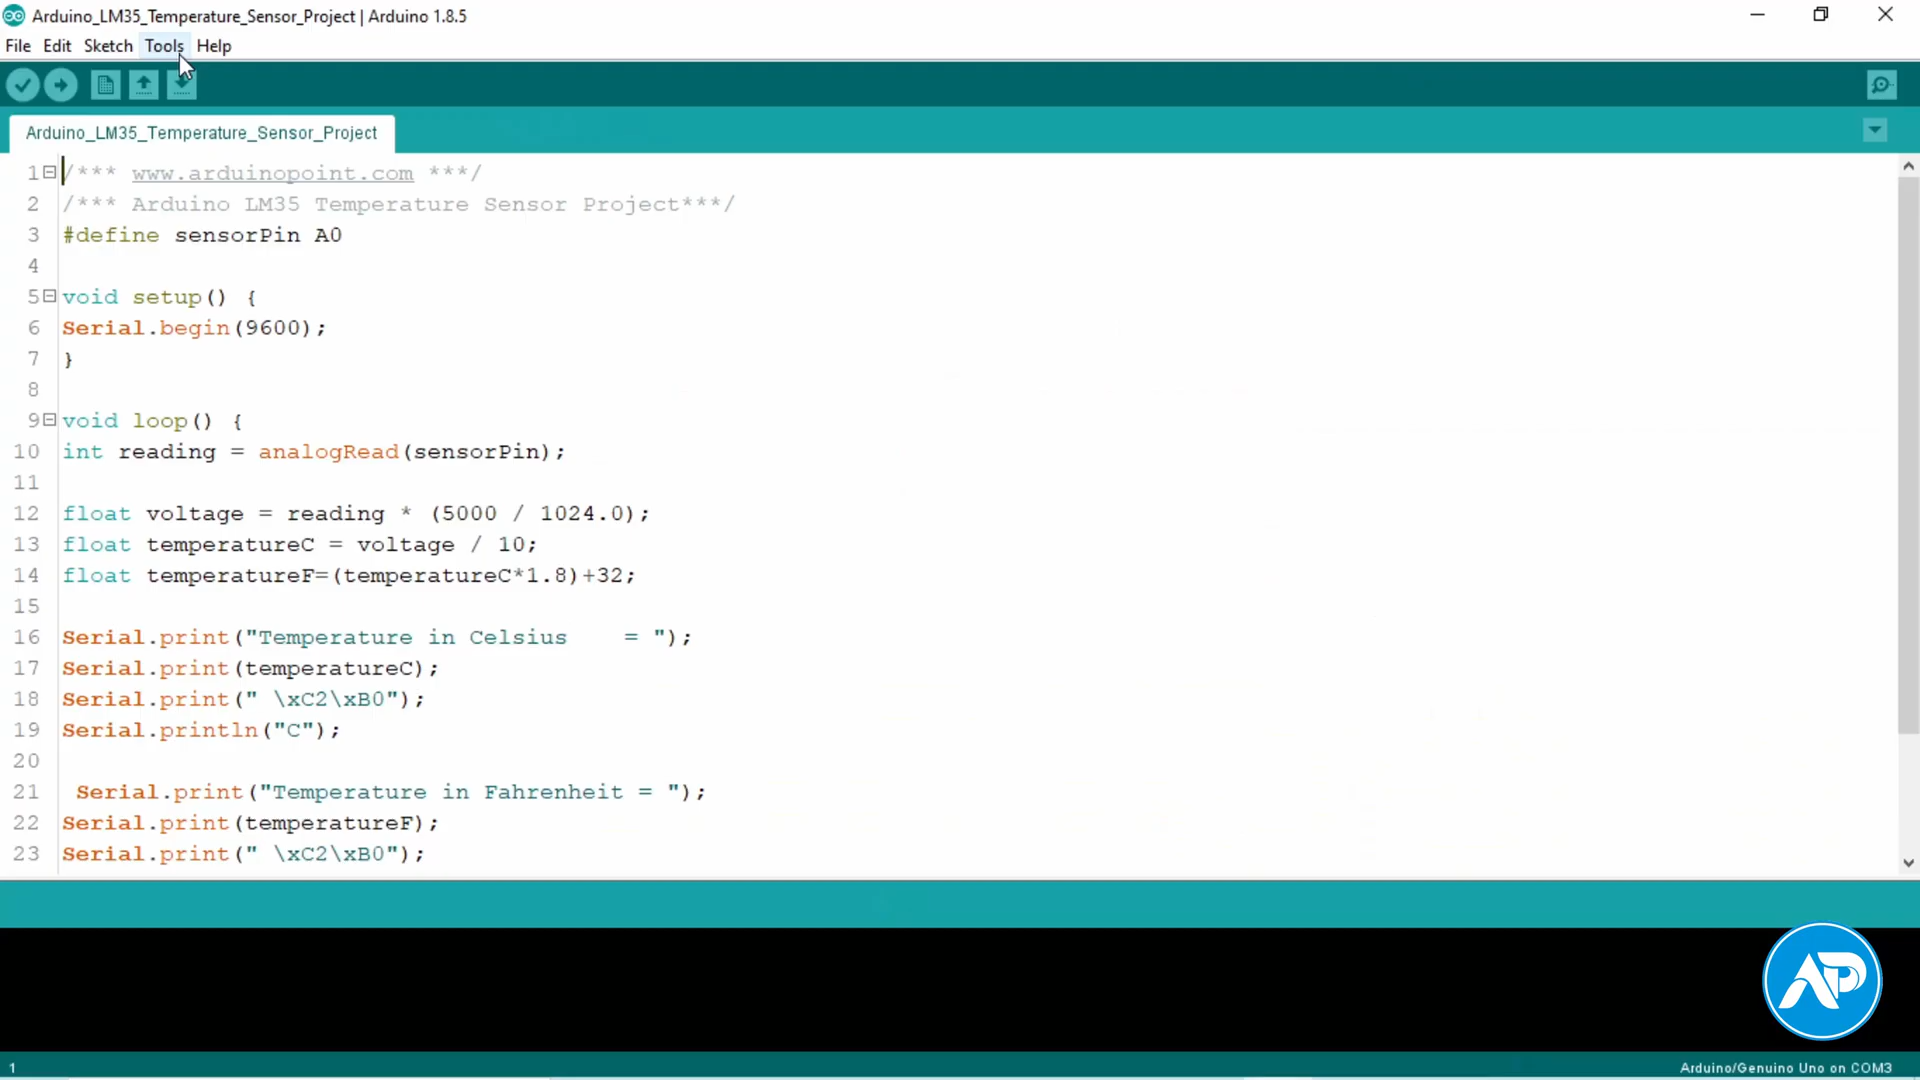 Arduino_LM35_Temperature_Sensor_Project | Arduino 1.8.5
File Edit Sketch Tools Help
Arduino_LM35_Temperature_Sensor_Project
1 /*** www.arduinopoint.com ***/
2 /*** Arduino LM35 Temperature Sensor Project***/
3 #define sensorPin A0
4
5 void setup() {
6 Serial.begin(9600);
7 }
8
9 void loop() {
10 int reading = analogRead(sensorPin);
11
12 float voltage = reading * (5000 / 1024.0);
13 float temperatureC = voltage / 10;
14 float temperatureF=(temperatureC*1.8)+32;
15
16 Serial.print("Temperature in Celsius    = ");
17 Serial.print(temperatureC);
18 Serial.print(" \xC2\xB0");
19 Serial.println("C");
20
21  Serial.print("Temperature in Fahrenheit = ");
22 Serial.print(temperatureF);
23 Serial.print(" \xC2\xB0");
AP
1 Arduino/Genuino Uno on COM3